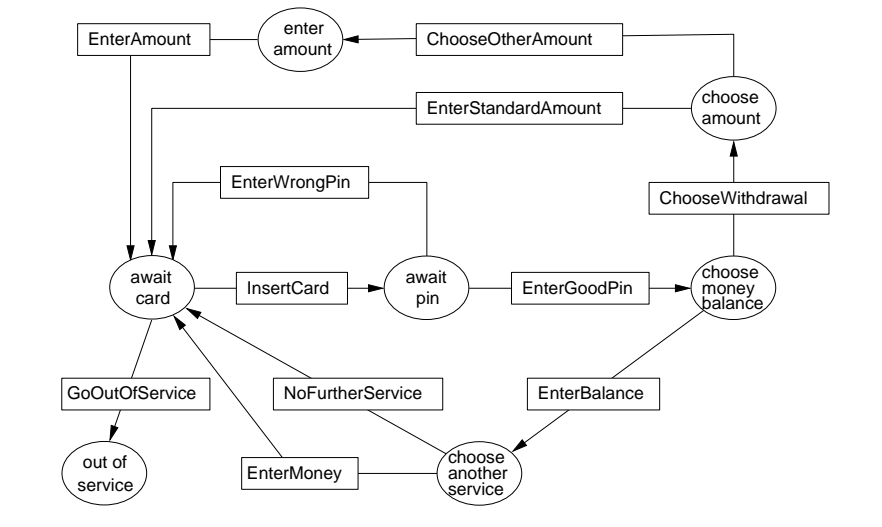 EnterAmount
enter
amount
ChooseOtherAmount
EnterStandardAmount
choose
amount
EnterWrongPin
ChooseWithdrawal
await
card
InsertCard
await
pin
EnterGoodPin
choose
money
balance
GoOutOfService
NoFurtherService
EnterBalance
out of
service
EnterMoney
choose
another
service